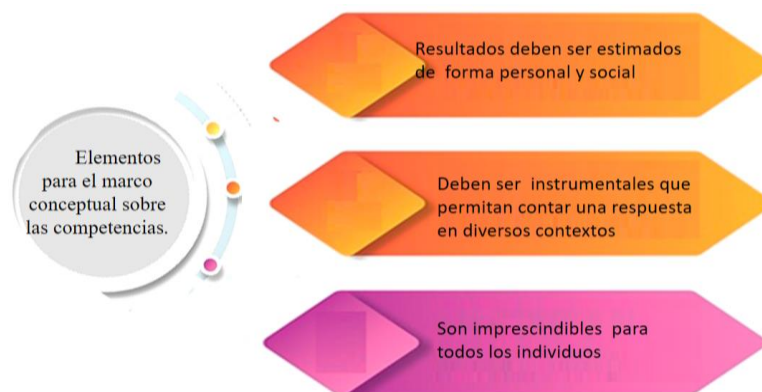 Elementos
para el marco
conceptual sobre
las competencias.
Resultados deben ser estimados
de forma personal y social
Deben ser instrumentales que
permitan contar una respuesta
en diversos contextos
Son imprescindibles para
todos los individuos